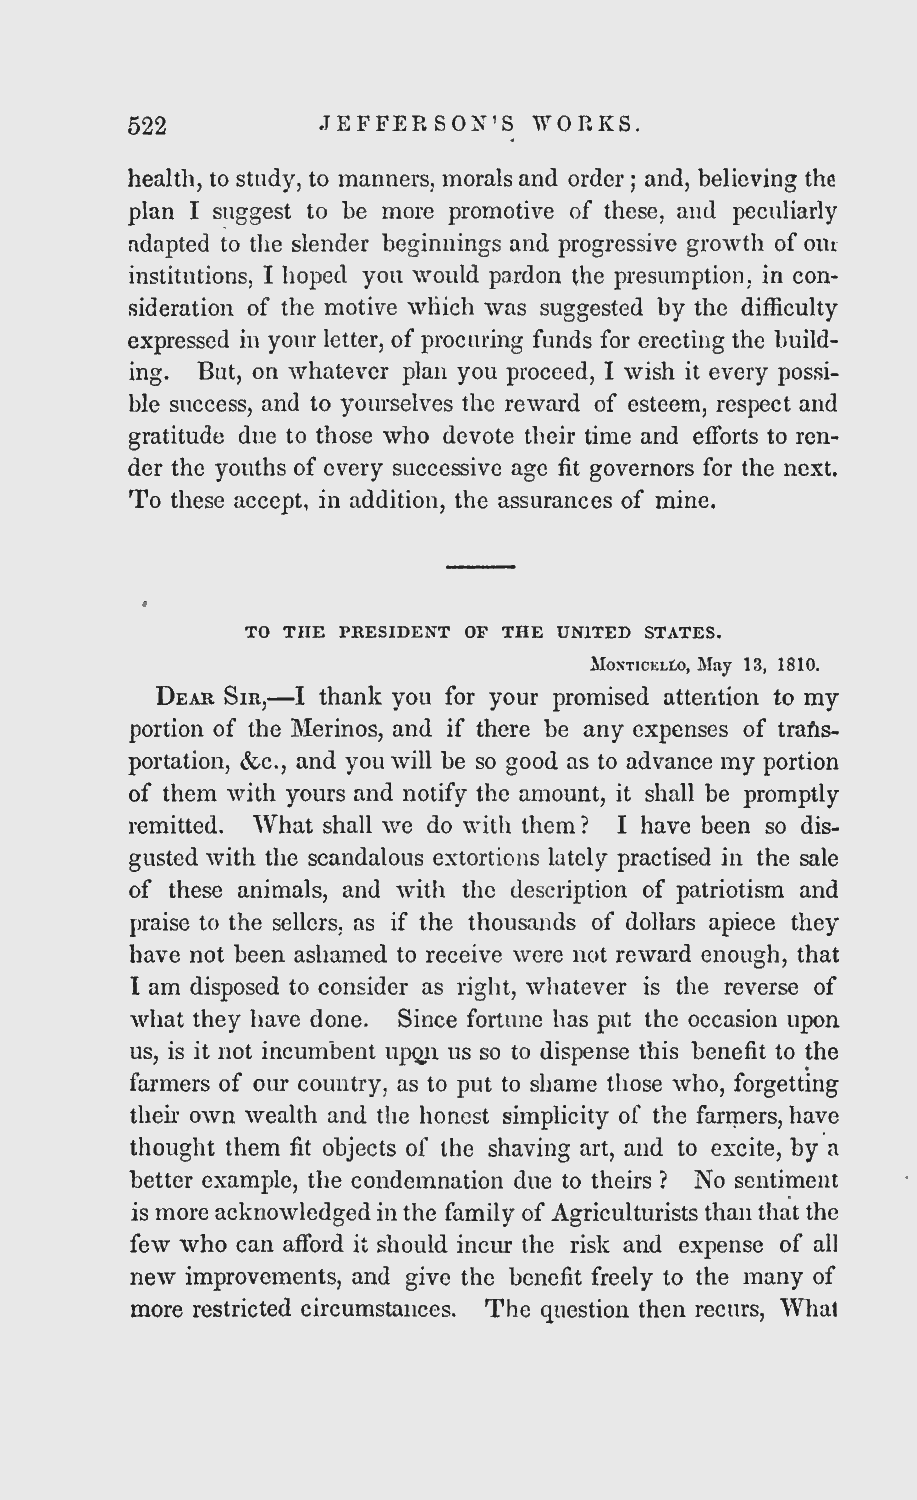 522 JEFFERSON'S WORKS.
health, to study, to manners, morals and order; and, believing the
plan I suggest to be more promotive of these, and peculiarly
adapted to the slender beginnings and progressive growth of our
institutions, I hoped you would pardon the presumption, in con-
sideration of the motive which was suggested by the difficulty
expressed in your letter, of procuring funds for erecting the build-
ing. But, on whatever plan you proceed, I wish it every possi-
ble success, and to yourselves the reward of esteem, respect and
gratitude due to those who devote their time and efforts to ren-
der the youths of every successive age fit governors for the next.
To these accept, in addition, the assurances of mine.
TO THE PRESIDENT OF THE UNITED STATES.
MONTICELLO, May 13, 1810.
DEAR SIR,—I thank you for your promised attention to my
portion of the Merinos, and if there be any expenses of trans-
portation, &c., and you will be so good as to advance my portion
of them with yours and notify the amount, it shall be promptly
remitted. What shall we do with them? I have been so dis-
gusted with the scandalous extortions lately practised in the sale
of these animals, and with the description of patriotism and
praise to the sellers, as if the thousands of dollars apiece they
have not been ashamed to receive were not reward enough, that
I am disposed to consider as right, whatever is the reverse of
what they have done. Since fortune has put the occasion upon
us, is it not incumbent upon us so to dispense this benefit to the
farmers of our country, as to put to shame those who, forgetting
their own wealth and the honest simplicity of the farmers, have
thought them fit objects of the shaving art, and to excite, by a
better example, the condemnation due to theirs? No sentiment
is more acknowledged in the family of Agriculturists than that the
few who can afford it should incur the risk and expense of all
new improvements, and give the benefit freely to the many of
more restricted circumstances. The question then recurs, What